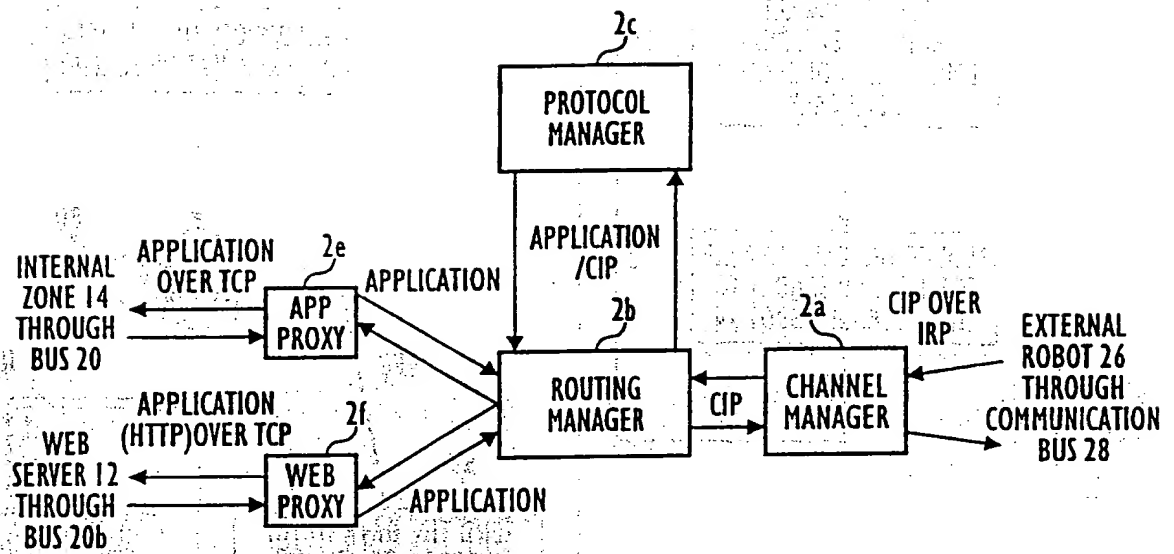 2c
PROTOCOL
MANAGER
APPLICATION
/CIP
INTERNAL
ZONE 14
THROUGH
BUS 20
APPLICATION
OVER TCP
2e
APP
PROXY
APPLICATION
2b
ROUTING
MANAGER
CIP
2a
CHANNEL
MANAGER
CIP OVER
IRP
EXTERNAL
ROBOT 26
THROUGH
COMMUNICATION
BUS 28
APPLICATION
(HTTP)OVER TCP
WEB
SERVER 12
THROUGH
BUS 20b
2f
WEB
PROXY
APPLICATION